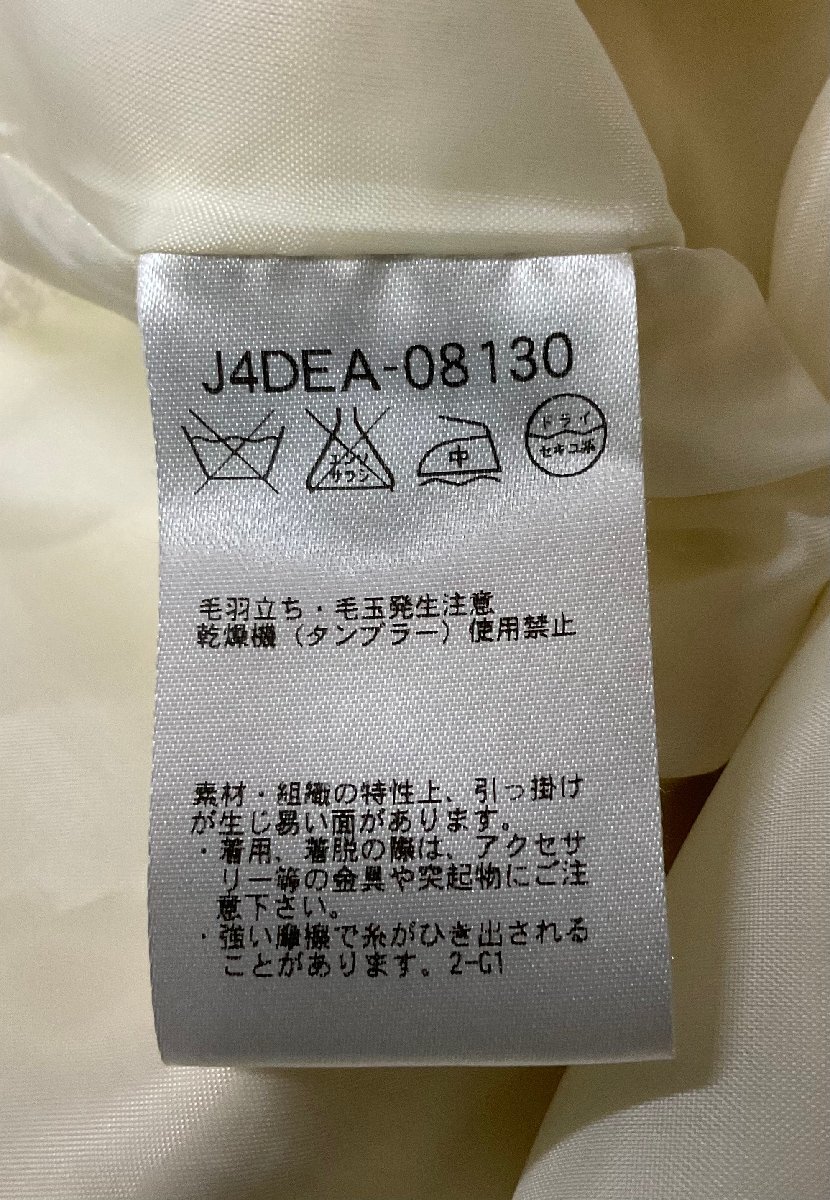 J4DEA-08130
エンソ
サラシ
中
ドライ
セキユ系
毛羽立ち・毛玉発生注意
乾燥機（タンブラー）使用禁止
素材・組織の特性上、引っ掛け
が生じ易い面があります。
・着用、着脱の際は、アクセサ
リー等の金具や突起物にご注
意下さい。
・強い摩擦で糸がひき出される
ことがあります。2-G1